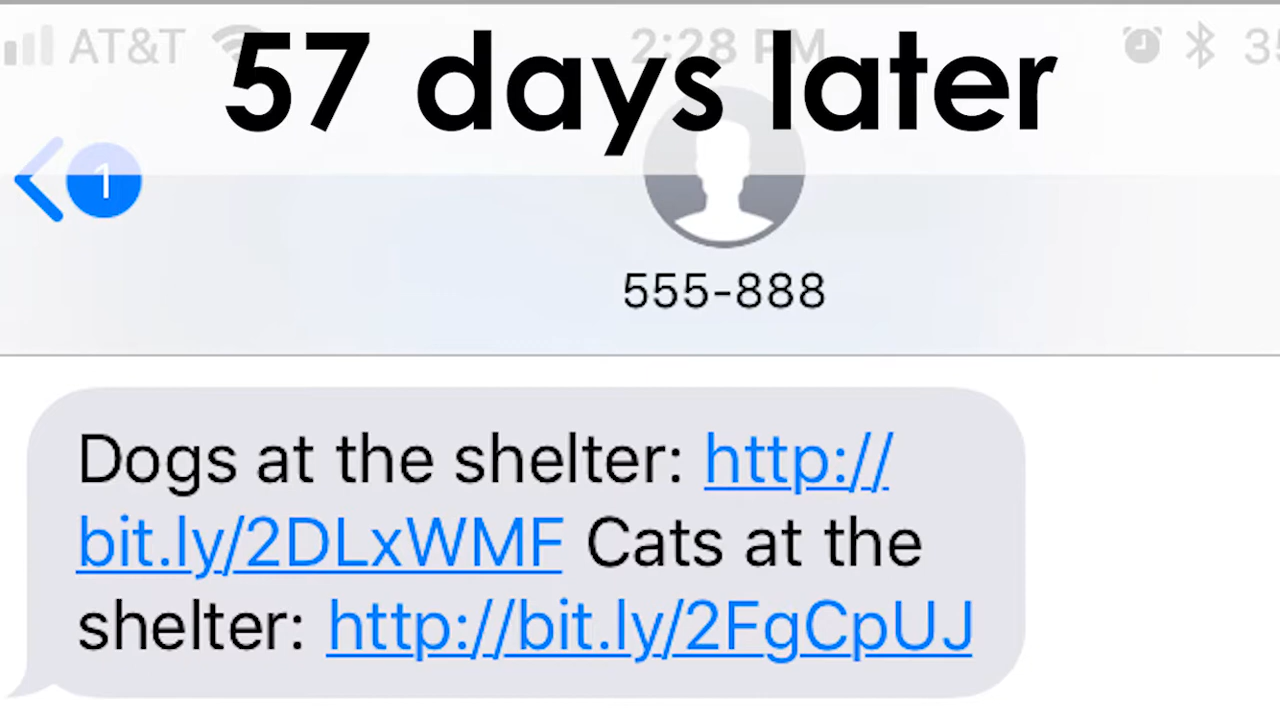 AT&T 2:28 PM 35
57 days later
1
555-888
Dogs at the shelter: http://
bit.ly/2DLxWMF Cats at the
shelter: http://bit.ly/2FgCpUJ